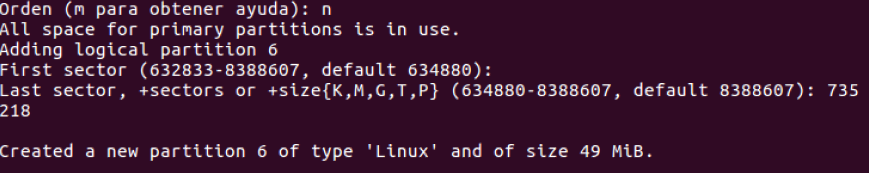 Orden (m para obtener ayuda): n
All space for primary partitions is in use.
Adding logical partition 6
First sector (632833-8388607, default 634880):
Last sector, +sectors or +size{K,M,G,T,P} (634880-8388607, default 8388607): 735
218
Created a new partition 6 of type 'Linux' and of size 49 MiB.